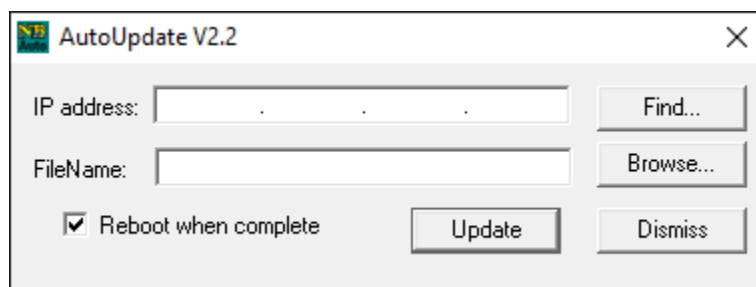 NB
Auto
AutoUpdate V2.2
IP address: . . . Find...
FileName: Browse...
Reboot when complete Update Dismiss